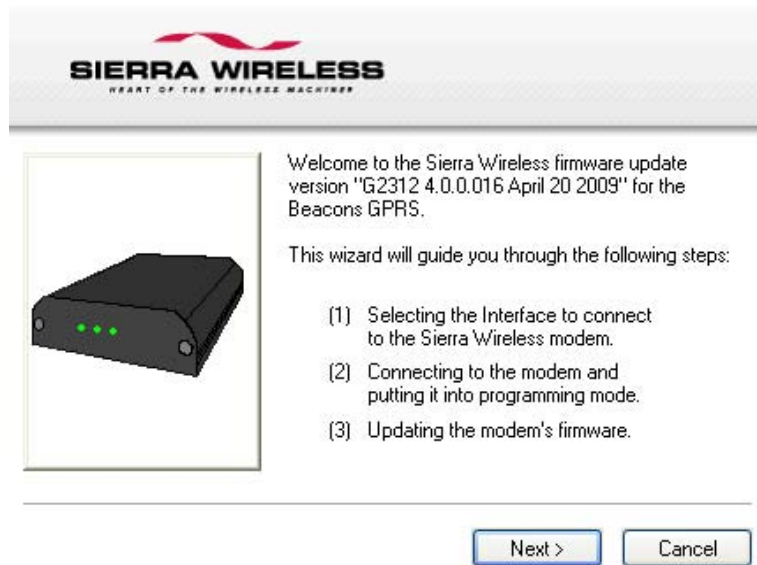 SIERRA WIRELESS
HEART OF THE WIRELESS MACHINE®
Welcome to the Sierra Wireless firmware update
version "G2312 4.0.0.016 April 20 2009" for the
Beacons GPRS.
This wizard will guide you through the following steps:
(1) Selecting the Interface to connect
to the Sierra Wireless modem.
(2) Connecting to the modem and
putting it into programming mode.
(3) Updating the modem's firmware.
Next >
Cancel